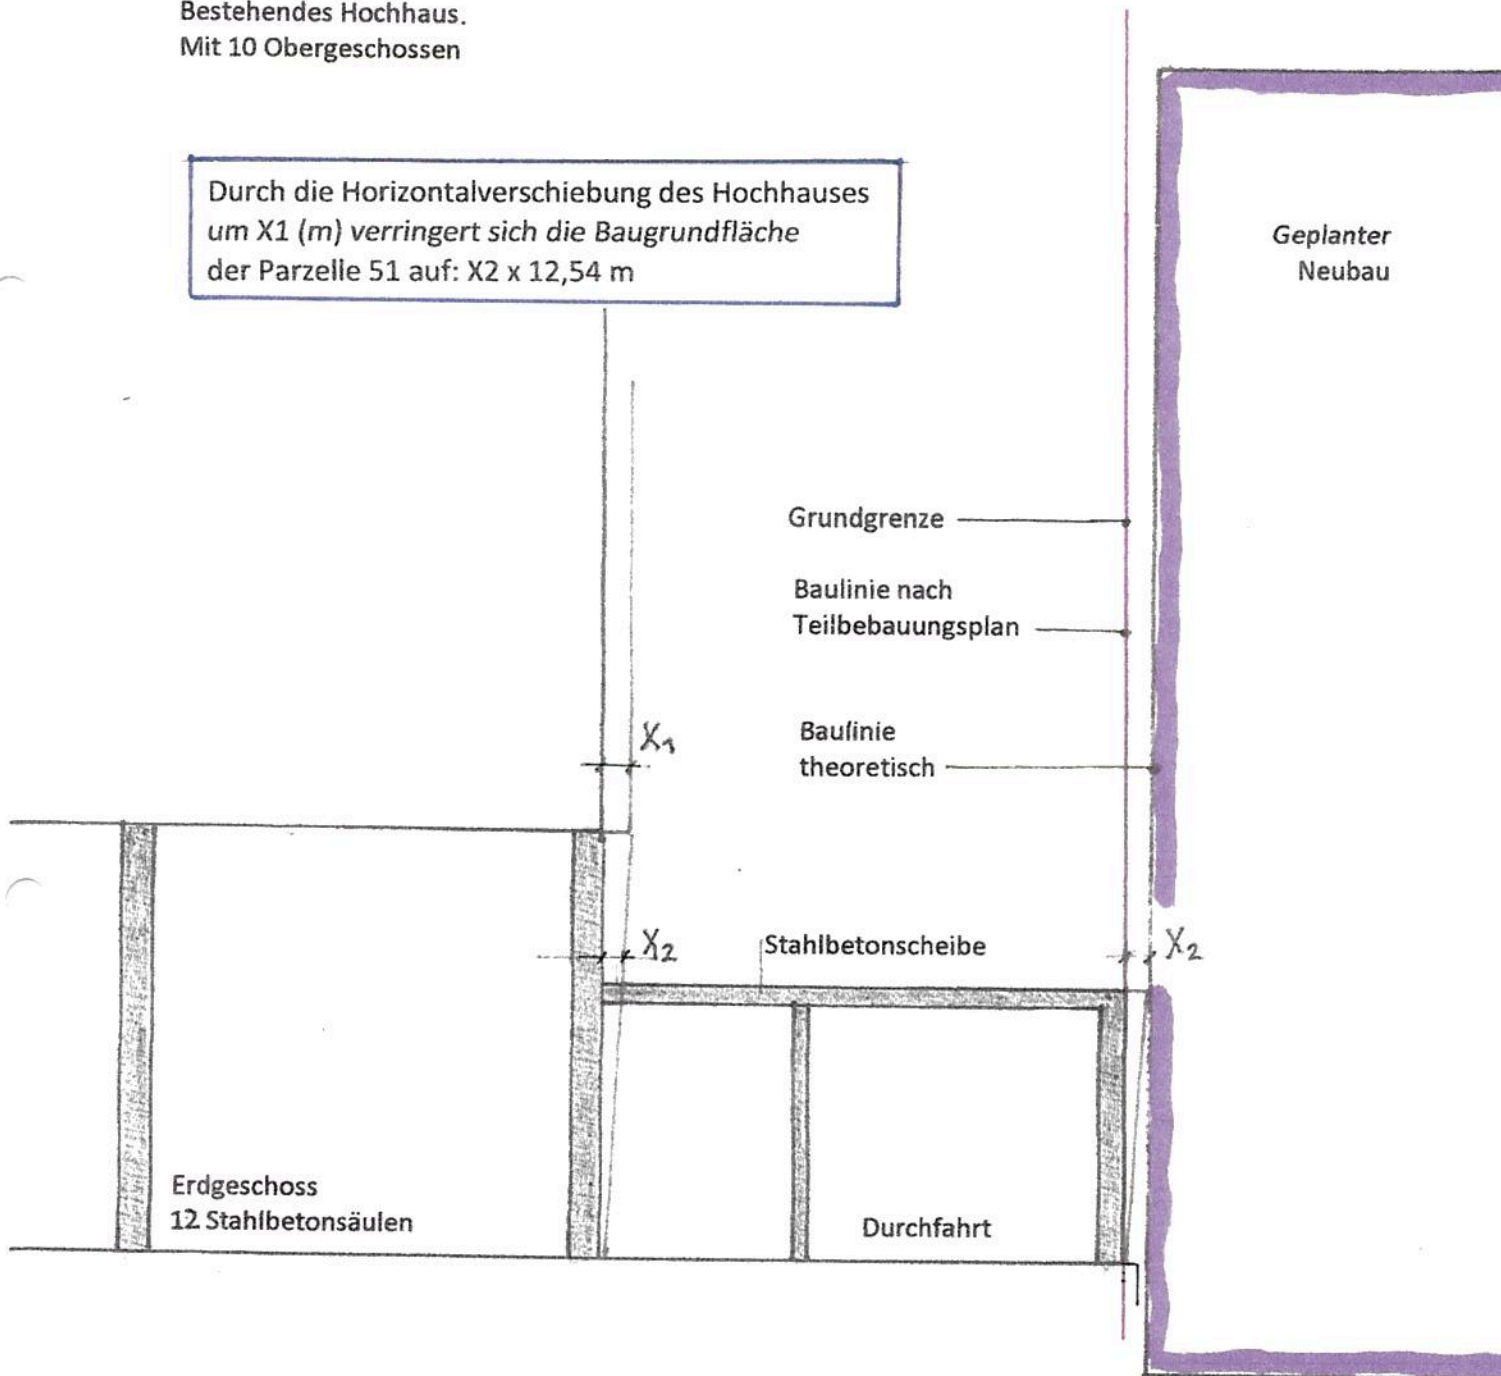 Bestehendes Hochhaus.
Mit 10 Obergeschossen
Durch die Horizontalverschiebung des Hochhauses
um X1 (m) verringert sich die Baugrundfläche
der Parzelle 51 auf: X2 x 12,54 m
Geplanter
Neubau
Grundgrenze
Baulinie nach
Teilbebauungsplan
Baulinie
theoretisch
X₁
X₂
Stahlbetonscheibe
X₂
Erdgeschoss
12 Stahlbetonsäulen
Durchfahrt